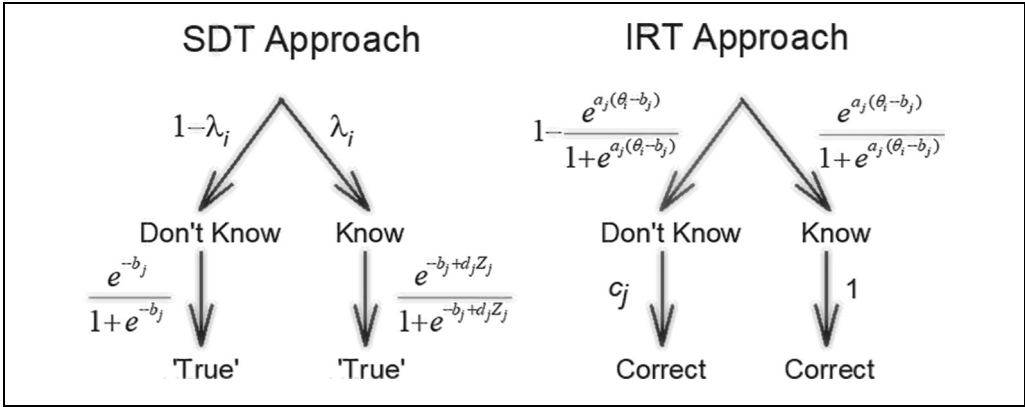 SDT Approach
1−λᵢ
λᵢ
Don't Know
Know
e^{−b_j}
1+e^{−b_j}
e^{−b_j+d_jZ_j}
1+e^{−b_j+d_jZ_j}
'True'
'True'
IRT Approach
1− e^{a_j(θ_i−b_j)}
1+e^{a_j(θ_i−b_j)}
e^{a_j(θ_i−b_j)}
1+e^{a_j(θ_i−b_j)}
Don't Know
Know
c_j
1
Correct
Correct